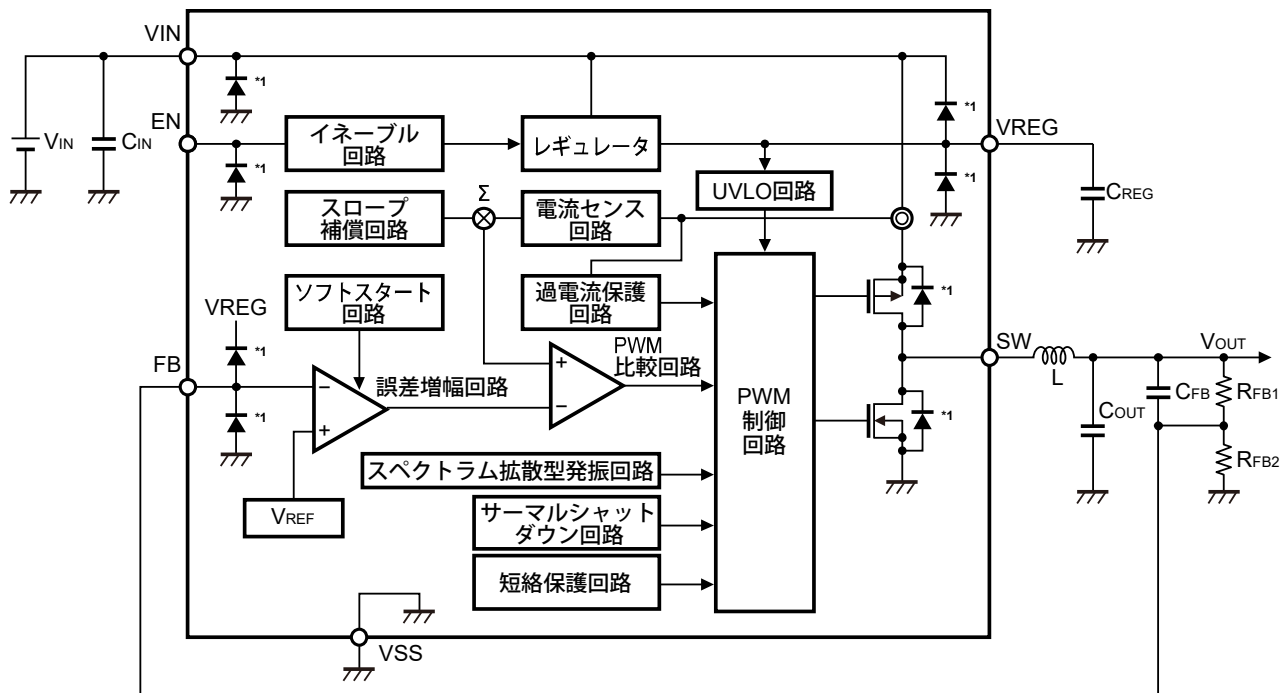 VIN
*1
*1
EN
イネーブル
回路
レギュレータ
VREG
VIN
CIN
*1
*1
CREG
UVLO回路
Σ
スロープ
補償回路
電流センス
回路
ソフトスタート
回路
過電流保護
回路
*1
VREG
*1
PWM
比較回路
SW
VOUT
FB
−
+
誤差増幅回路
+
−
L
*1
PWM
制御
回路
*1
COUT
CFB
RFB1
RFB2
スペクトラム拡散型発振回路
VREF
サーマルシャット
ダウン回路
短絡保護回路
VSS